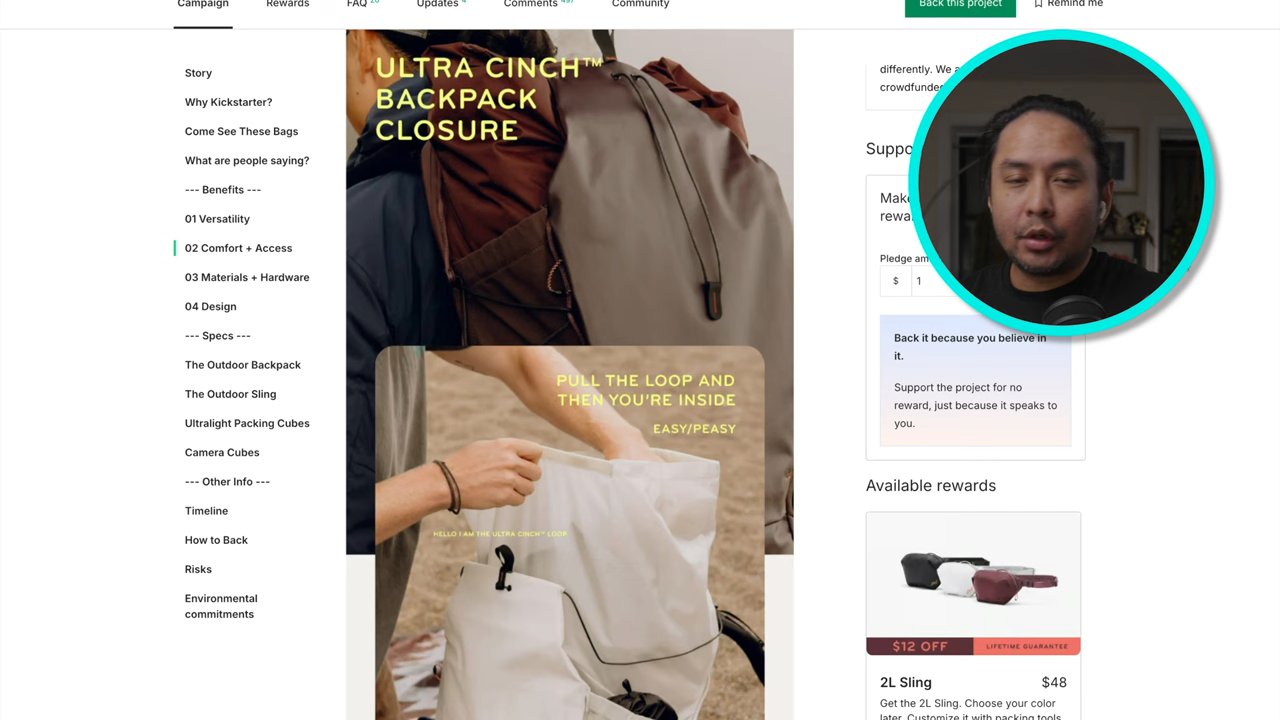 Campaign
Rewards
FAQ 20
Updates 4
Comments 497
Community
Back this project
Remind me
Story
Why Kickstarter?
Come See These Bags
What are people saying?
--- Benefits ---
01 Versatility
02 Comfort + Access
03 Materials + Hardware
04 Design
--- Specs ---
The Outdoor Backpack
The Outdoor Sling
Ultralight Packing Cubes
Camera Cubes
--- Other Info ---
Timeline
How to Back
Risks
Environmental
commitments
ULTRA CINCH™
BACKPACK
CLOSURE
PULL THE LOOP AND
THEN YOU'RE INSIDE
EASY/PEASY
HELLO I AM THE ULTRA CINCH™ LOOP
differently. We a
crowdfunde
Suppo
Make
rewa
Pledge am
$ 1
Back it because you believe in
it.
Support the project for no
reward, just because it speaks to
you.
Available rewards
$12 OFF
LIFETIME GUARANTEE
2L Sling
$48
Get the 2L Sling. Choose your color
later. Customize it with packing tools